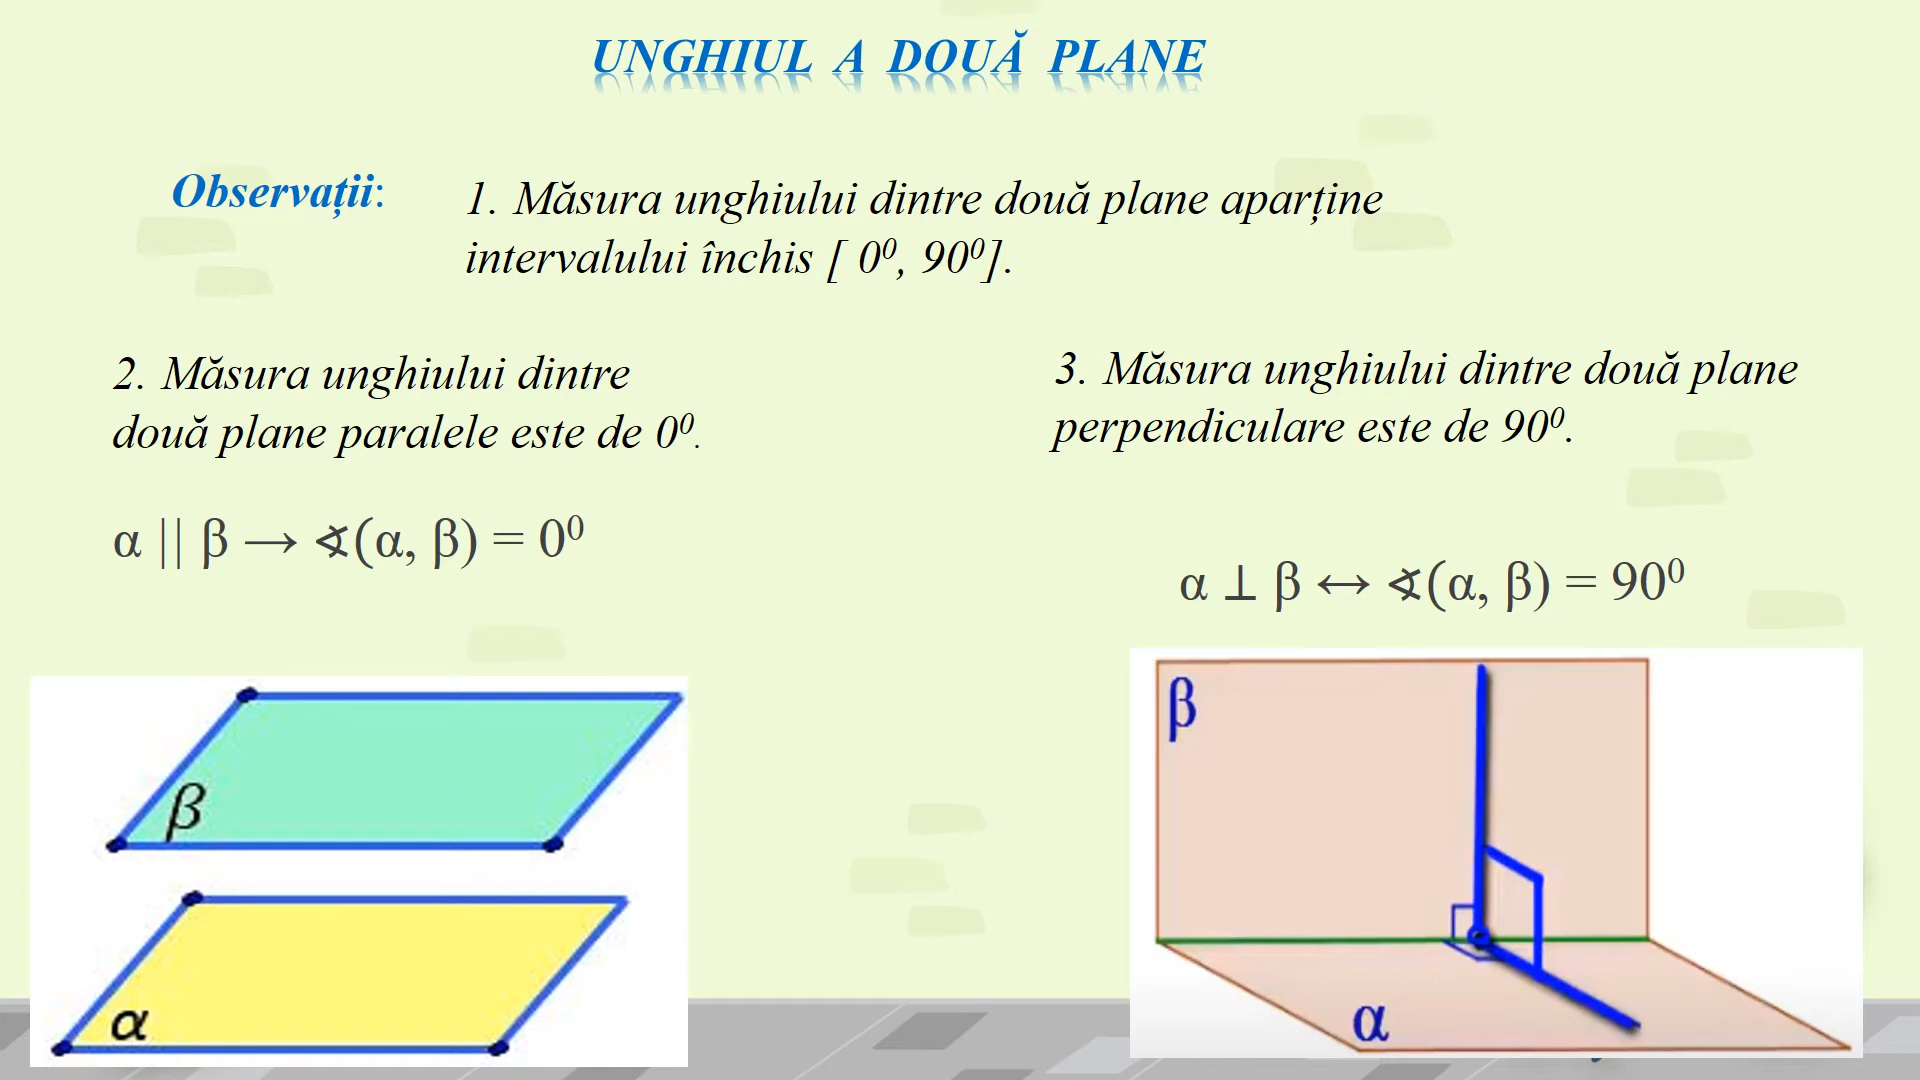 UNGHIUL A DOUĂ PLANE
Observații:
1. Măsura unghiului dintre două plane aparține
intervalului închis [ 0⁰, 90⁰].
2. Măsura unghiului dintre
două plane paralele este de 0⁰.
3. Măsura unghiului dintre două plane
perpendiculare este de 90⁰.
α || β → ∢(α, β) = 0⁰
α ⊥ β ↔ ∢(α, β) = 90⁰
β
α
β
α